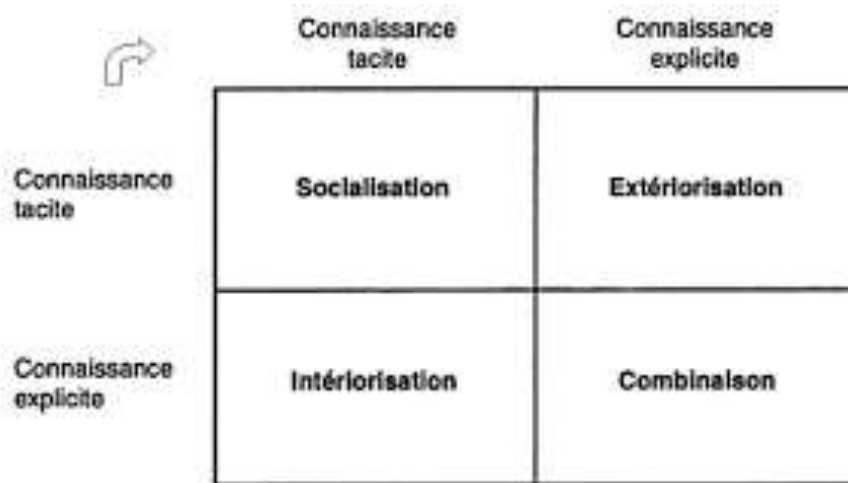 Connaissance
tacite
Connaissance
explicite
Connaissance
tacite
Socialisation
Extériorisation
Connaissance
explicite
Intériorisation
Combinaison